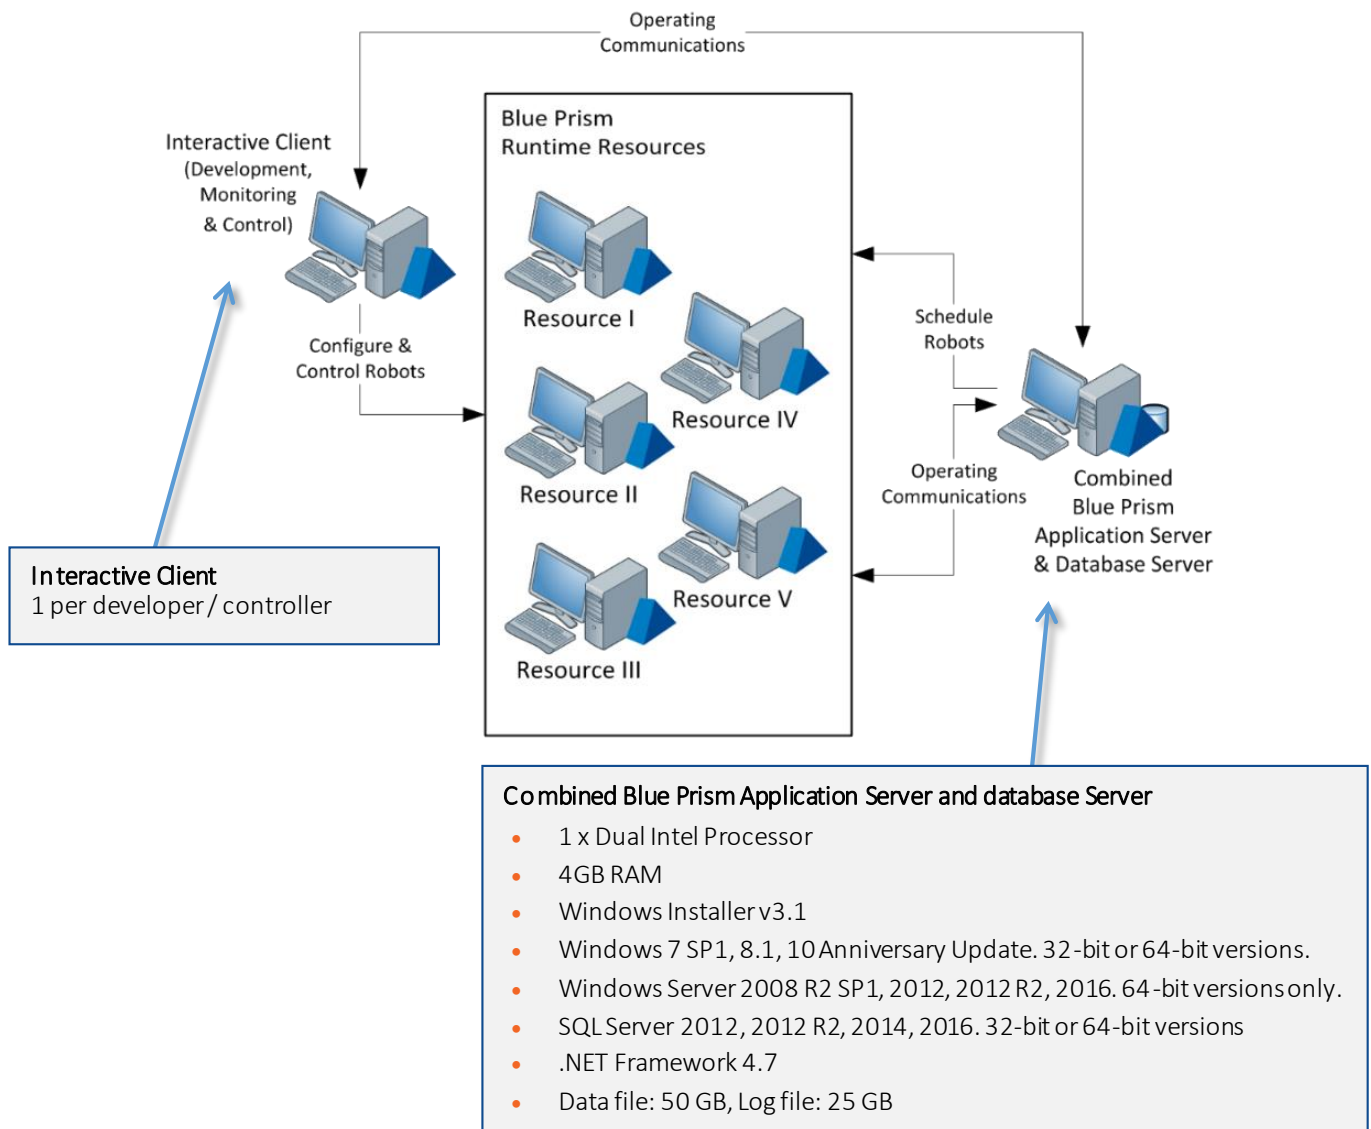 Operating
Communications
Interactive Client
(Development,
Monitoring
& Control)
Configure &
Control Robots
Blue Prism
Runtime Resources
Resource I
Resource IV
Resource II
Resource V
Resource III
Schedule
Robots
Operating
Communications
Combined
Blue Prism
Application Server
& Database Server
Interactive Client
1 per developer / controller
Combined Blue Prism Application Server and database Server
• 1 x Dual Intel Processor
• 4GB RAM
• Windows Installer v3.1
• Windows 7 SP1, 8.1, 10 Anniversary Update. 32-bit or 64-bit versions.
• Windows Server 2008 R2 SP1, 2012, 2012 R2, 2016. 64-bit versions only.
• SQL Server 2012, 2012 R2, 2014, 2016. 32-bit or 64-bit versions
• .NET Framework 4.7
• Data file: 50 GB, Log file: 25 GB